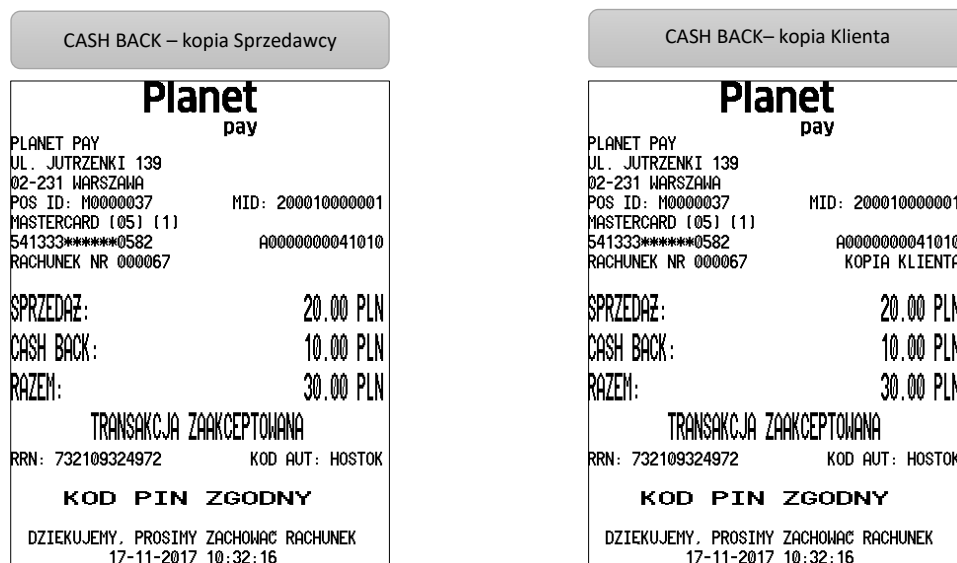 CASH BACK – kopia Sprzedawcy
Planet
pay
PLANET PAY
UL. JUTRZENKI 139
02-231 WARSZAWA
POS ID: M0000037 MID: 200010000001
MASTERCARD (05) (1)
541333******0582 A0000000041010
RACHUNEK NR 000067
SPRZEDAŻ: 20.00 PLN
CASH BACK: 10.00 PLN
RAZEM: 30.00 PLN
TRANSAKCJA ZAAKCEPTOWANA
RRN: 732109324972 KOD AUT: HOSTOK
KOD PIN ZGODNY
DZIEKUJEMY, PROSIMY ZACHOWAĆ RACHUNEK
17-11-2017 10:32:16
CASH BACK– kopia Klienta
Planet
pay
PLANET PAY
UL. JUTRZENKI 139
02-231 WARSZAWA
POS ID: M0000037 MID: 200010000001
MASTERCARD (05) (1)
541333******0582 A0000000041010
RACHUNEK NR 000067 KOPIA KLIENTA
SPRZEDAŻ: 20.00 PLN
CASH BACK: 10.00 PLN
RAZEM: 30.00 PLN
TRANSAKCJA ZAAKCEPTOWANA
RRN: 732109324972 KOD AUT: HOSTOK
KOD PIN ZGODNY
DZIEKUJEMY, PROSIMY ZACHOWAĆ RACHUNEK
17-11-2017 10:32:16